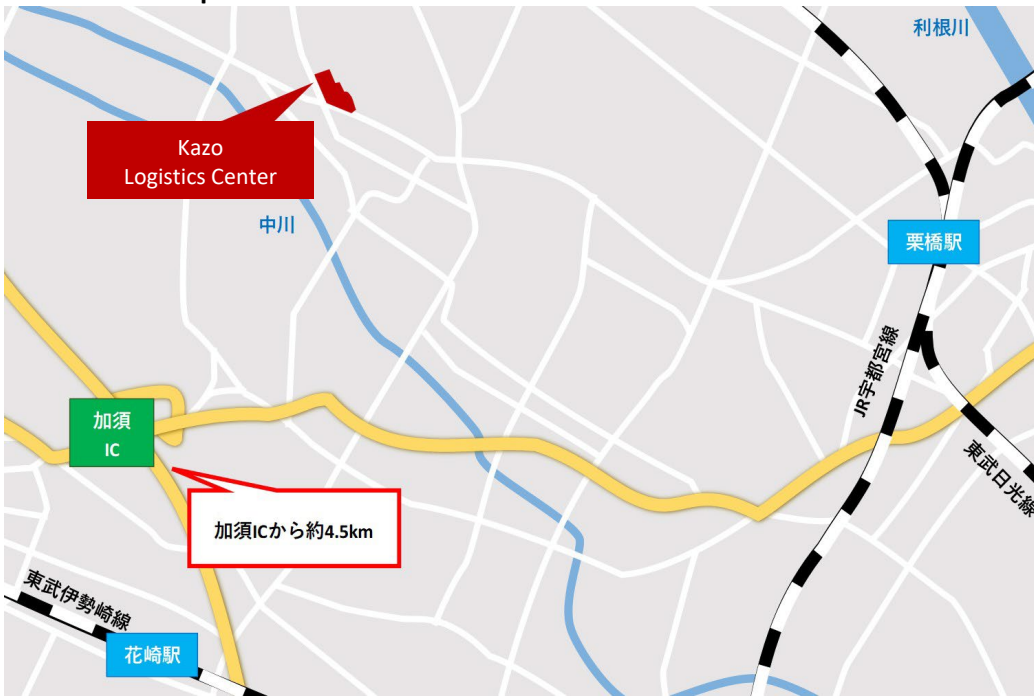 利根川
Kazo
Logistics Center
中川
栗橋駅
JR宇都宮線
加須
IC
東武日光線
加須ICから約4.5km
東武伊勢崎線
花崎駅